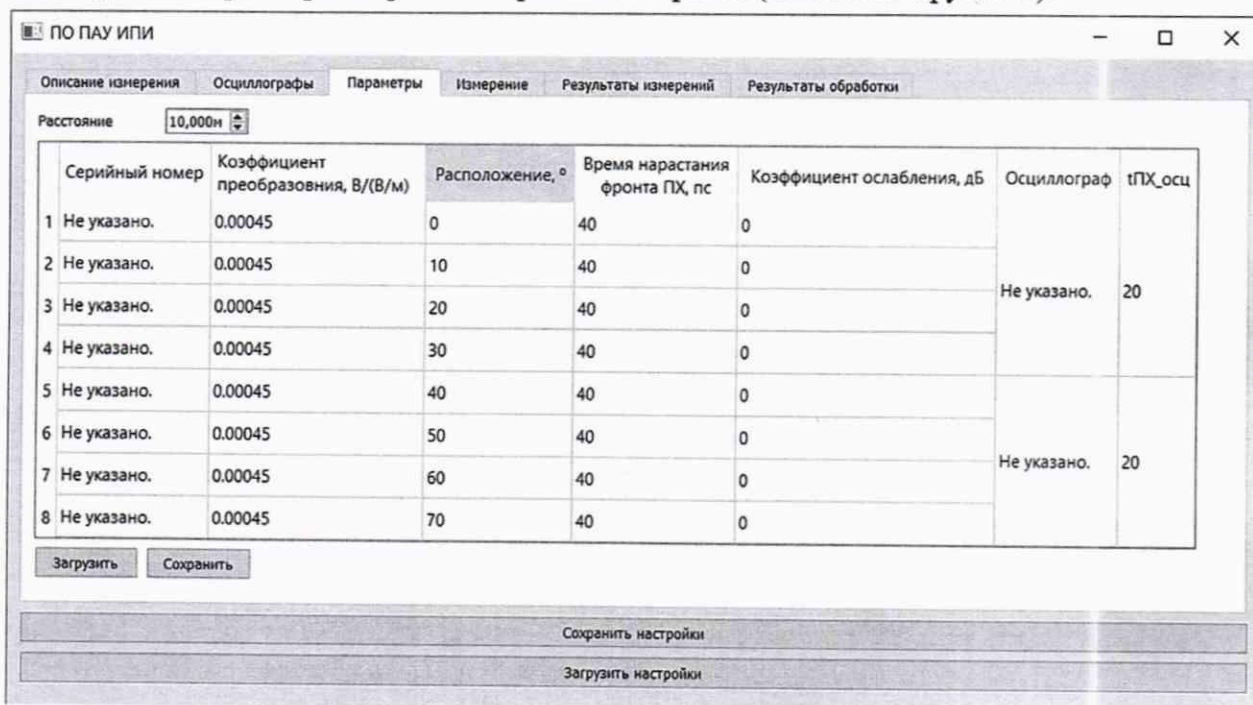 ПО ПАУ ИПИ
Описание измерения Осциллографы Параметры Измерение Результаты измерений Результаты обработки
Расстояние 10,000м
Серийный номер Коэффициент преобразовния, В/(В/м) Расположение, º Время нарастания фронта ПХ, пс Коэффициент ослабления, дБ Осциллограф tПХ_осц
1 Не указано. 0.00045 0 40 0
2 Не указано. 0.00045 10 40 0
Не указано. 20
3 Не указано. 0.00045 20 40 0
4 Не указано. 0.00045 30 40 0
5 Не указано. 0.00045 40 40 0
6 Не указано. 0.00045 50 40 0
Не указано. 20
7 Не указано. 0.00045 60 40 0
8 Не указано. 0.00045 70 40 0
Загрузить Сохранить
Сохранить настройки
Загрузить настройки